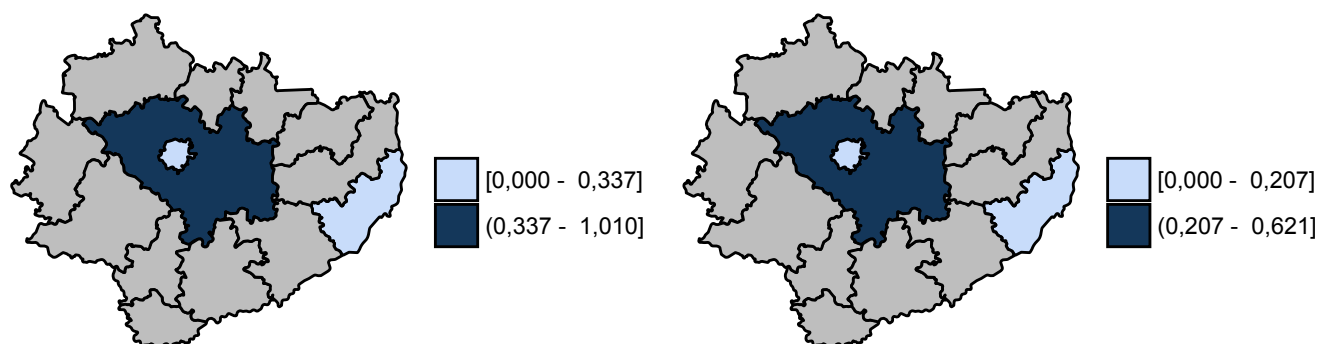 [0,000 - 0,337]
(0,337 - 1,010]
[0,000 - 0,207]
(0,207 - 0,621]